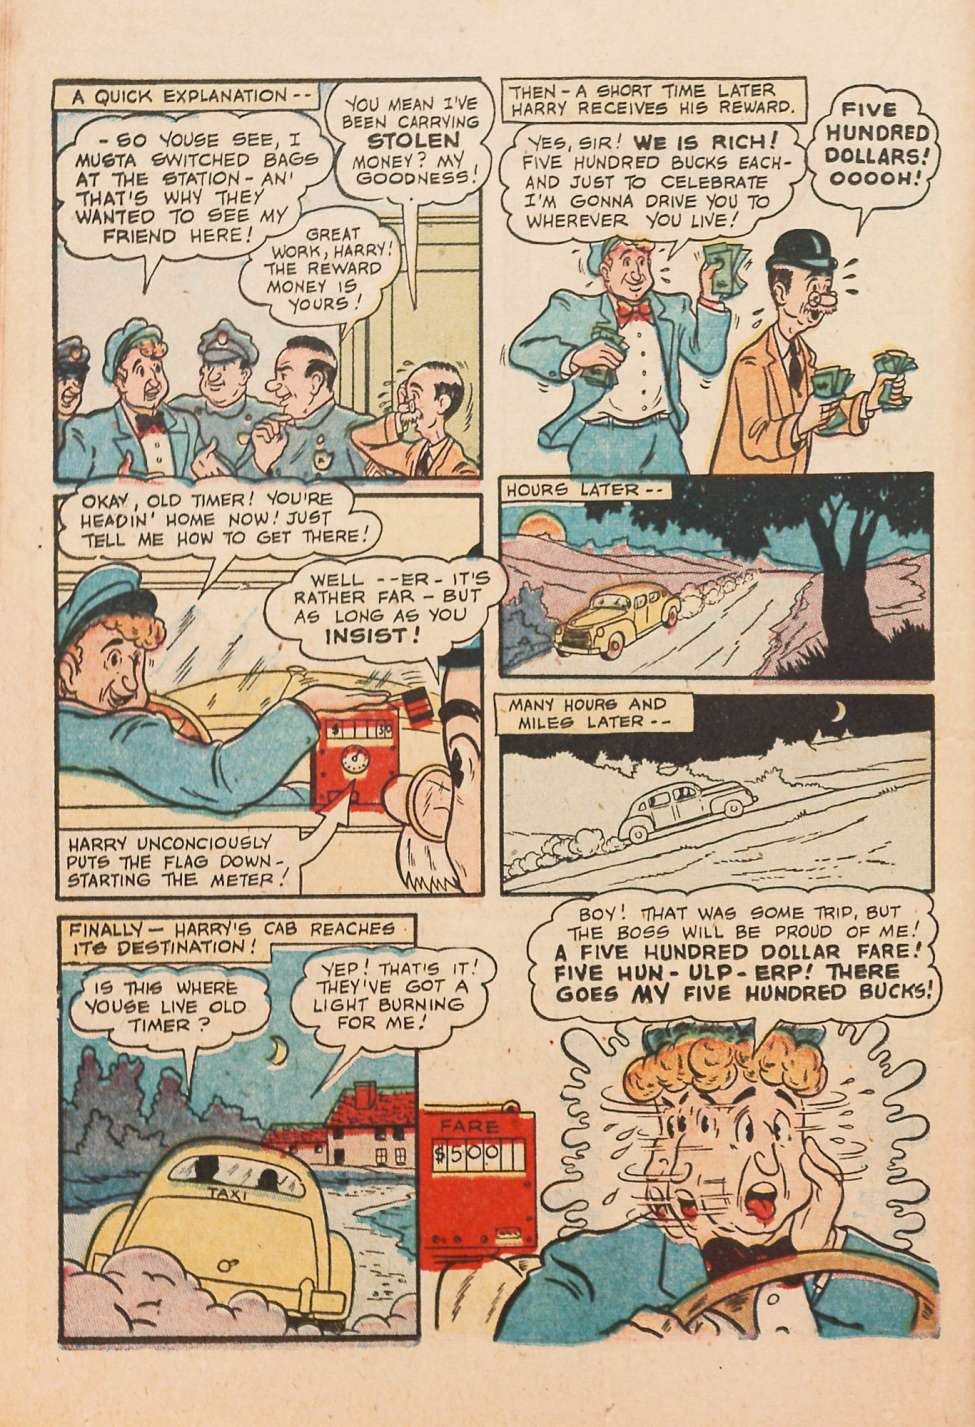 A QUICK EXPLANATION --
- SO YOUSE SEE, I
MUSTA SWITCHED BAGS
AT THE STATION - AN'
THAT'S WHY THEY
WANTED TO SEE MY
FRIEND HERE!
YOU MEAN I'VE
BEEN CARRYING
STOLEN
MONEY? MY
GOODNESS!
GREAT
WORK, HARRY!
THE REWARD
MONEY IS
YOURS!
THEN - A SHORT TIME LATER
HARRY RECEIVES HIS REWARD.
YES, SIR! WE IS RICH!
FIVE HUNDRED BUCKS EACH -
AND JUST TO CELEBRATE
I'M GONNA DRIVE YOU TO
WHEREVER YOU LIVE!
FIVE
HUNDRED
DOLLARS!
OOOOH!
OKAY, OLD TIMER! YOU'RE
HEADIN' HOME NOW! JUST
TELL ME HOW TO GET THERE!
WELL -- ER - IT'S
RATHER FAR - BUT
AS LONG AS YOU
INSIST!
$ 30
HARRY UNCONCIOUSLY
PUTS THE FLAG DOWN -
STARTING THE METER!
HOURS LATER --
MANY HOURS AND
MILES LATER --
FINALLY - HARRY'S CAB REACHES
ITS DESTINATION!
IS THIS WHERE
YOUSE LIVE OLD
TIMER?
YEP! THAT'S IT!
THEY'VE GOT A
LIGHT BURNING
FOR ME!
TAXI
FARE
$500
BOY! THAT WAS SOME TRIP, BUT
THE BOSS WILL BE PROUD OF ME!
A FIVE HUNDRED DOLLAR FARE!
FIVE HUN - ULP - ERP! THERE
GOES MY FIVE HUNDRED BUCKS!